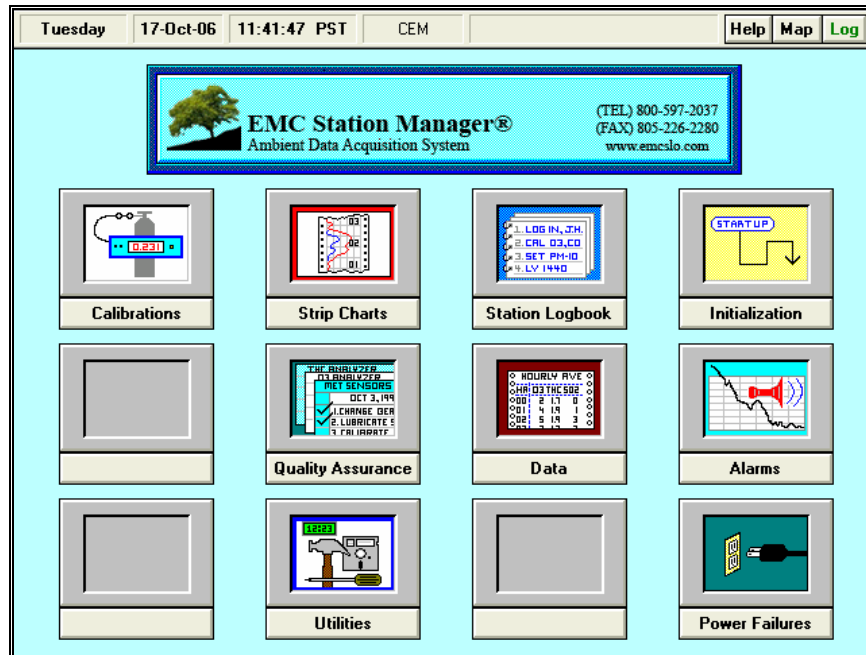 Tuesday 17-Oct-06 11:41:47 PST CEM Help Map Log
EMC Station Manager®
Ambient Data Acquisition System
(TEL) 800-597-2037
(FAX) 805-226-2280
www.emcslo.com
0.231
Calibrations
03
02
01
Strip Charts
1. LOG IN, J.H.
2. CAL 03,CO
3. SET PM-10
4. LV 1440
Station Logbook
STARTUP
Initialization
THC ANALYZER
03 ANALYZER
MET SENSORS
OCT 3, 199
1. CHANGE
2. LUBRICATE
3. CALIBRATE
Quality Assurance
HOURLY AVE
HR 03 THC S02
00 2 1.7 0
01 4 1.9 1
02 5 1.9 3
Data
Alarms
12:23
Utilities
Power Failures